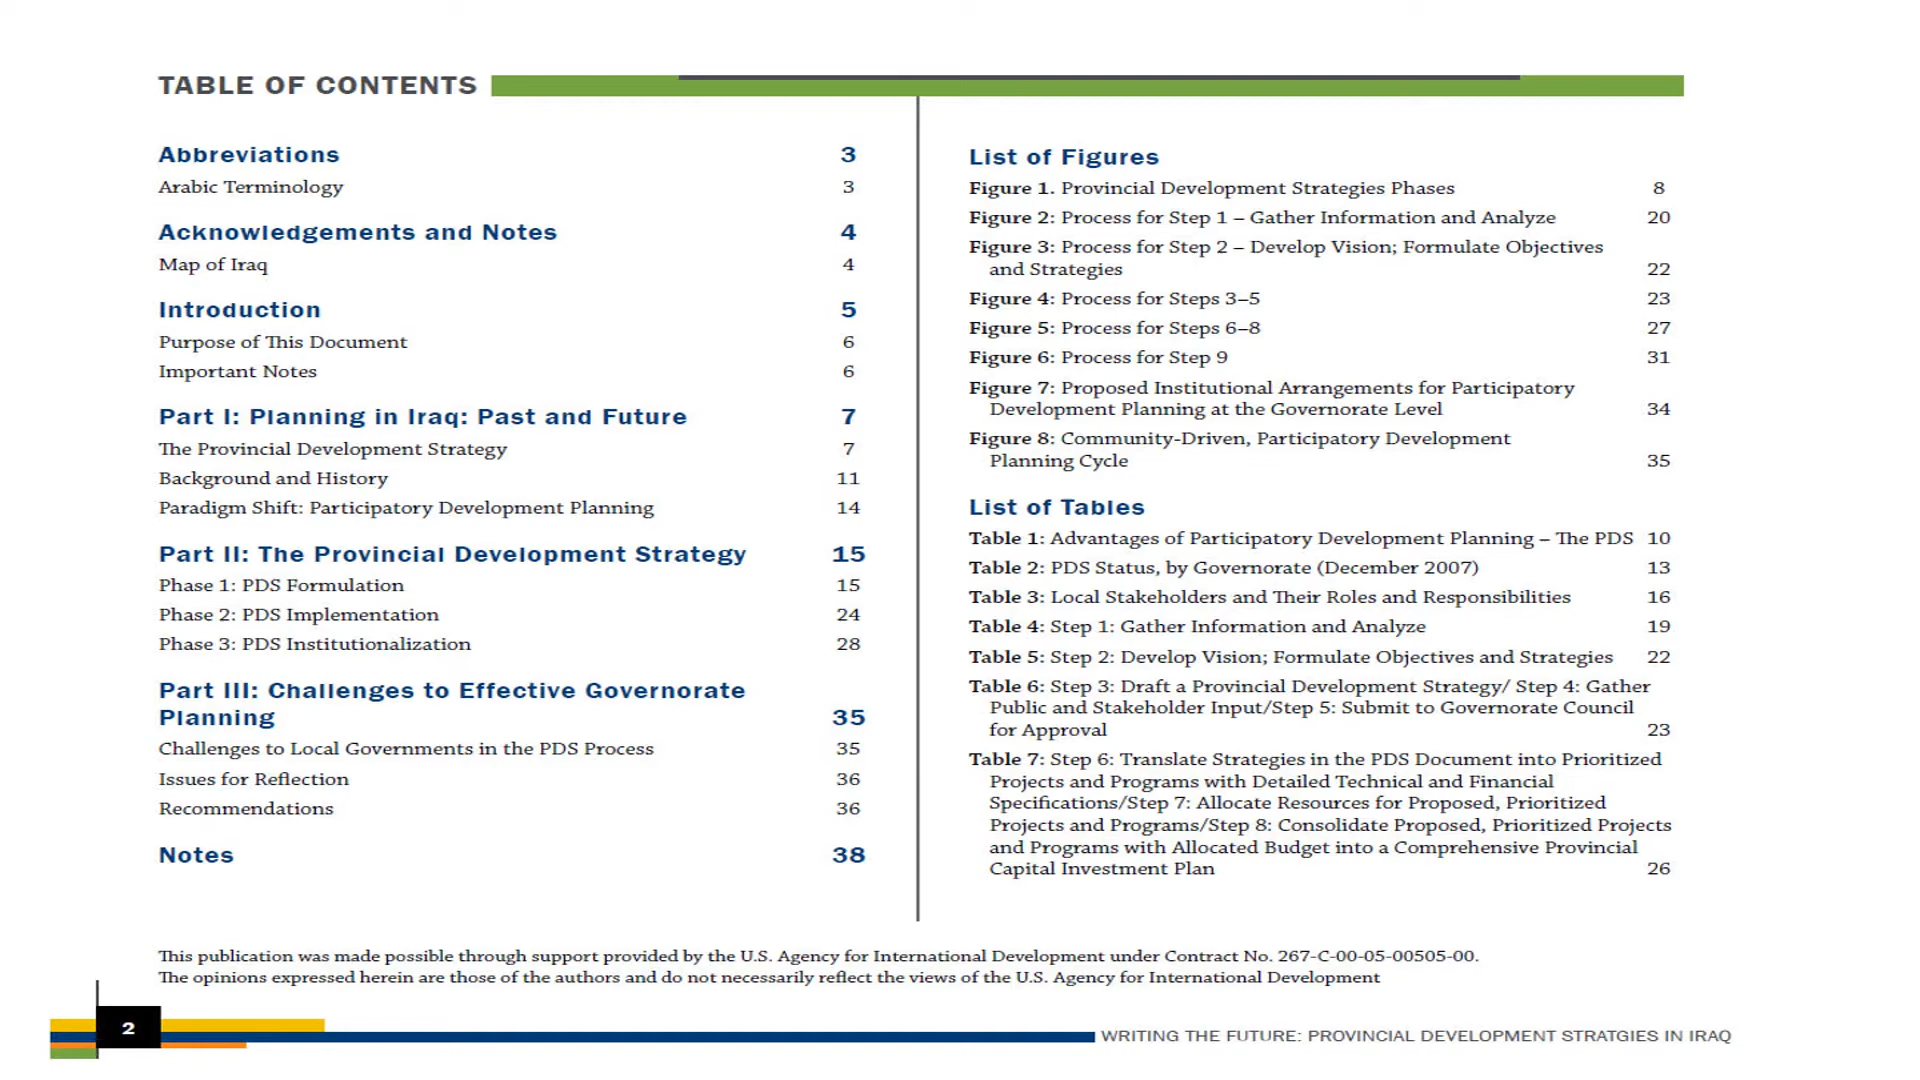 TABLE OF CONTENTS
Abbreviations 3
Arabic Terminology 3
Acknowledgements and Notes 4
Map of Iraq 4
Introduction 5
Purpose of This Document 6
Important Notes 6
Part I: Planning in Iraq: Past and Future 7
The Provincial Development Strategy 7
Background and History 11
Paradigm Shift: Participatory Development Planning 14
Part II: The Provincial Development Strategy 15
Phase 1: PDS Formulation 15
Phase 2: PDS Implementation 24
Phase 3: PDS Institutionalization 28
Part III: Challenges to Effective Governorate
Planning 35
Challenges to Local Governments in the PDS Process 35
Issues for Reflection 36
Recommendations 36
Notes 38
List of Figures
Figure 1. Provincial Development Strategies Phases 8
Figure 2: Process for Step 1 – Gather Information and Analyze 20
Figure 3: Process for Step 2 – Develop Vision; Formulate Objectives
and Strategies 22
Figure 4: Process for Steps 3–5 23
Figure 5: Process for Steps 6–8 27
Figure 6: Process for Step 9 31
Figure 7: Proposed Institutional Arrangements for Participatory
Development Planning at the Governorate Level 34
Figure 8: Community-Driven, Participatory Development
Planning Cycle 35
List of Tables
Table 1: Advantages of Participatory Development Planning – The PDS 10
Table 2: PDS Status, by Governorate (December 2007) 13
Table 3: Local Stakeholders and Their Roles and Responsibilities 16
Table 4: Step 1: Gather Information and Analyze 19
Table 5: Step 2: Develop Vision; Formulate Objectives and Strategies 22
Table 6: Step 3: Draft a Provincial Development Strategy/ Step 4: Gather
Public and Stakeholder Input/Step 5: Submit to Governorate Council
for Approval 23
Table 7: Step 6: Translate Strategies in the PDS Document into Prioritized
Projects and Programs with Detailed Technical and Financial
Specifications/Step 7: Allocate Resources for Proposed, Prioritized
Projects and Programs/Step 8: Consolidate Proposed, Prioritized Projects
and Programs with Allocated Budget into a Comprehensive Provincial
Capital Investment Plan 26
This publication was made possible through support provided by the U.S. Agency for International Development under Contract No. 267-C-00-05-00505-00.
The opinions expressed herein are those of the authors and do not necessarily reflect the views of the U.S. Agency for International Development
2
WRITING THE FUTURE: PROVINCIAL DEVELOPMENT STRATGIES IN IRAQ